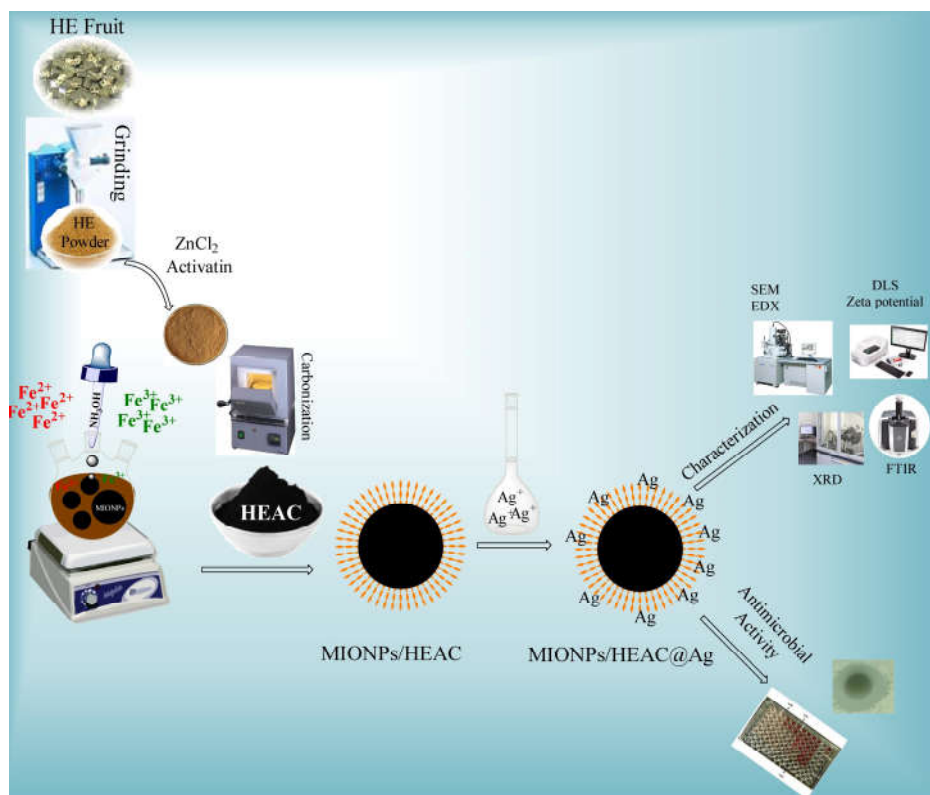 HE Fruit
Grinding
HE
Powder
ZnCl₂
Activatin
Carbonization
Fe²⁺
Fe²⁺Fe²⁺
Fe²⁺
Fe³⁺
Fe³⁺Fe³⁺
Fe³⁺Fe³⁺
NH₄OH
Fe³⁺
MIONPs
HEAC
MIONPs/HEAC
Ag⁺
Ag⁺Ag⁺
Ag
Ag
Ag
Ag
Ag
Ag
Ag
Ag
Ag
Ag
MIONPs/HEAC@Ag
Characterization
SEM
EDX
DLS
Zeta potential
XRD
FTIR
Antimicrobial
Activity